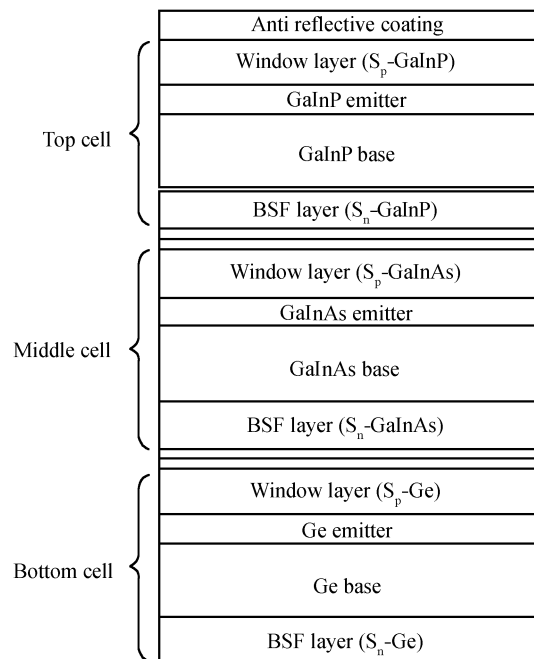 Anti reflective coating
Window layer (Sp-GaInP)
GaInP emitter
Top cell
GaInP base
BSF layer (Sn-GaInP)
Window layer (Sp-GaInAs)
GaInAs emitter
Middle cell
GaInAs base
BSF layer (Sn-GaInAs)
Window layer (Sp-Ge)
Ge emitter
Bottom cell
Ge base
BSF layer (Sn-Ge)